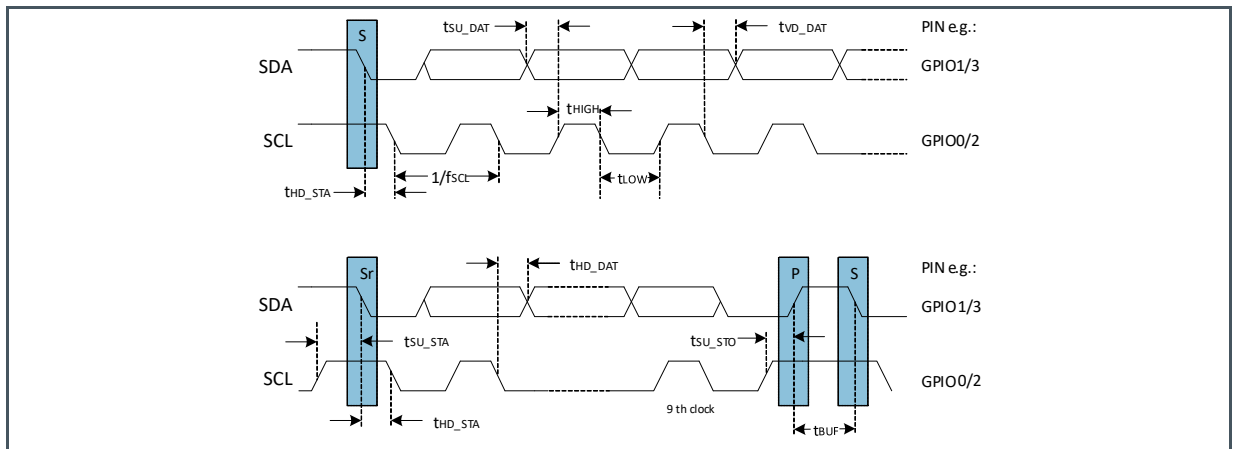 S
tSU_DAT
tVD_DAT
PIN e.g.:
SDA
GPIO1/3
tHIGH
SCL
GPIO0/2
1/fSCL
tLOW
tHD_STA
Sr
tHD_DAT
P
S
PIN e.g.:
SDA
GPIO1/3
tSU_STA
tSU_STO
SCL
GPIO0/2
9 th clock
tHD_STA
tBUF